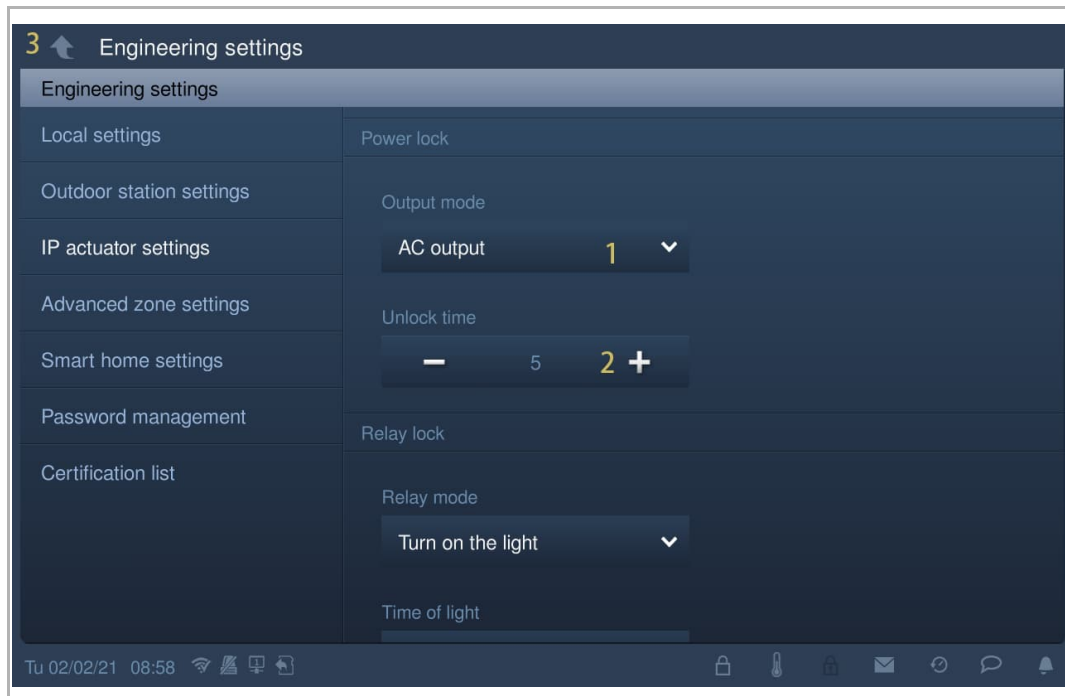 3 Engineering settings
Engineering settings
Local settings
Outdoor station settings
IP actuator settings
Advanced zone settings
Smart home settings
Password management
Certification list
Power lock
Output mode
AC output 1
Unlock time
5 2
Relay lock
Relay mode
Turn on the light
Time of light
Tu 02/02/21 08:58